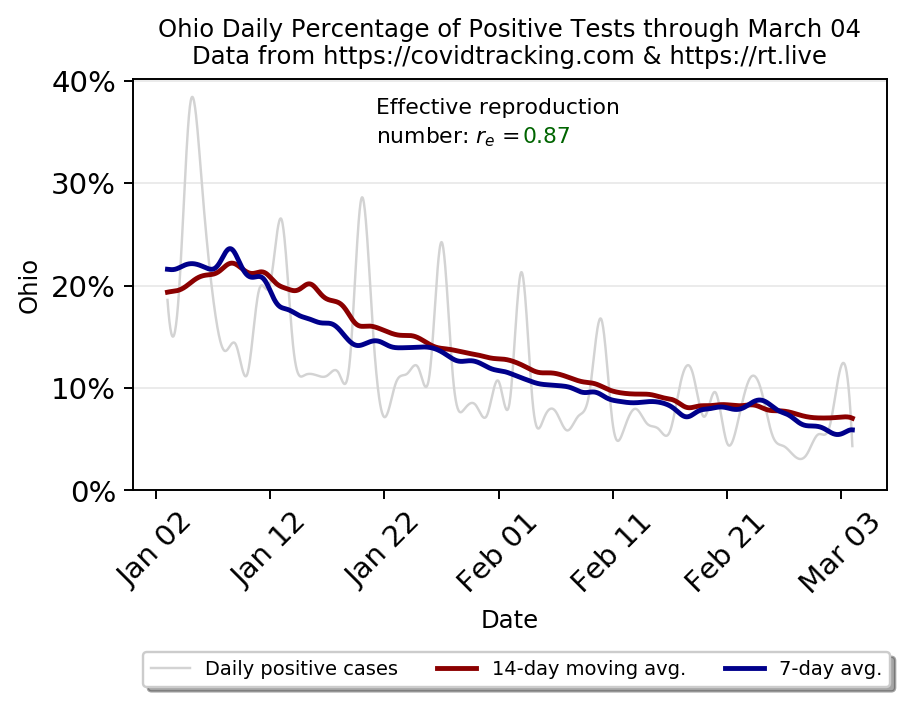 Ohio Daily Percentage of Positive Tests through March 04
Data from https://covidtracking.com & https://rt.live
40%
30%
20%
10%
0%
Ohio
Effective reproduction
number: rₑ =0.87
Jan 02
Jan 12
Jan 22
Feb 01
Feb 11
Feb 21
Mar 03
Date
Daily positive cases
14-day moving avg.
7-day avg.